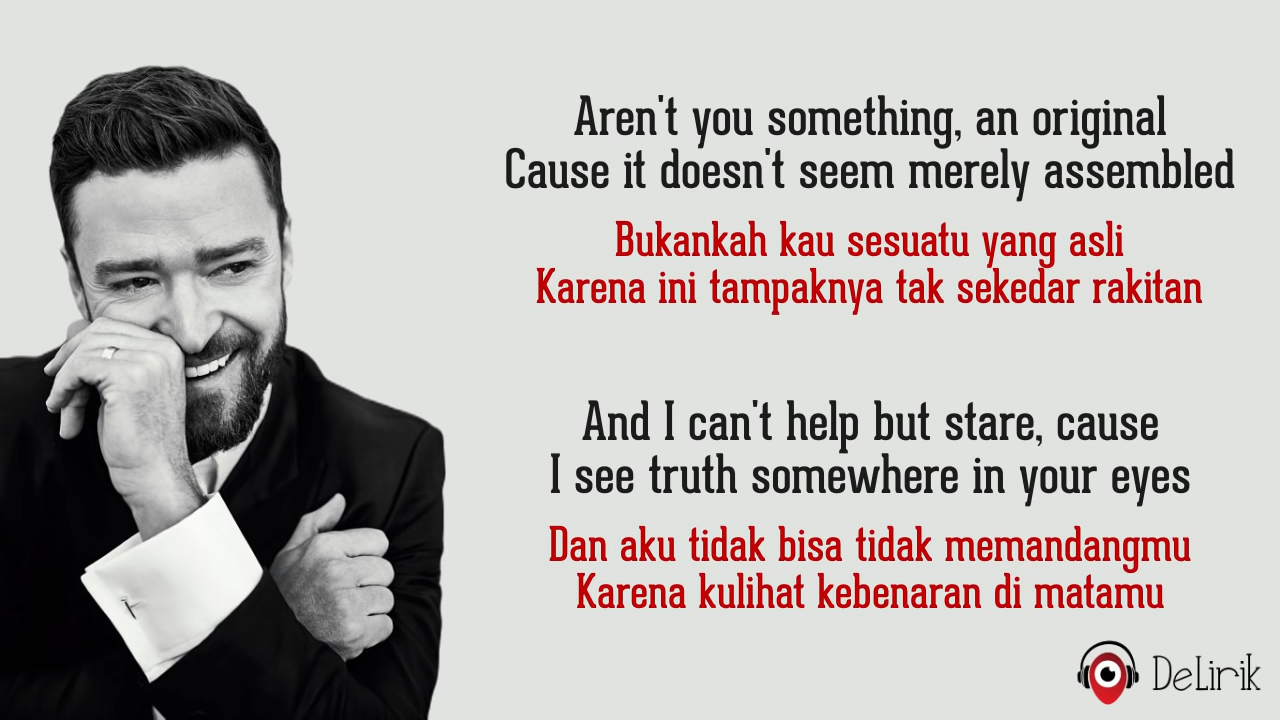 Aren't you something, an original
Cause it doesn't seem merely assembled
Bukankah kau sesuatu yang asli
Karena ini tampaknya tak sekedar rakitan
And I can't help but stare, cause
I see truth somewhere in your eyes
Dan aku tidak bisa tidak memandangmu
Karena kulihat kebenaran di matamu
DeLirik